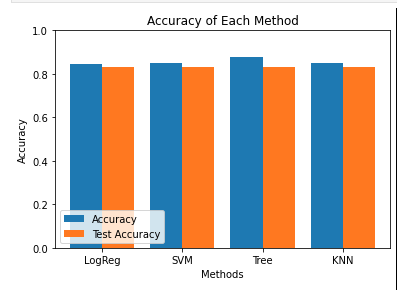 Accuracy of Each Method
1.0
0.8
0.6
0.4
0.2
0.0
Accuracy
Accuracy
Test Accuracy
LogReg SVM Tree KNN
Methods